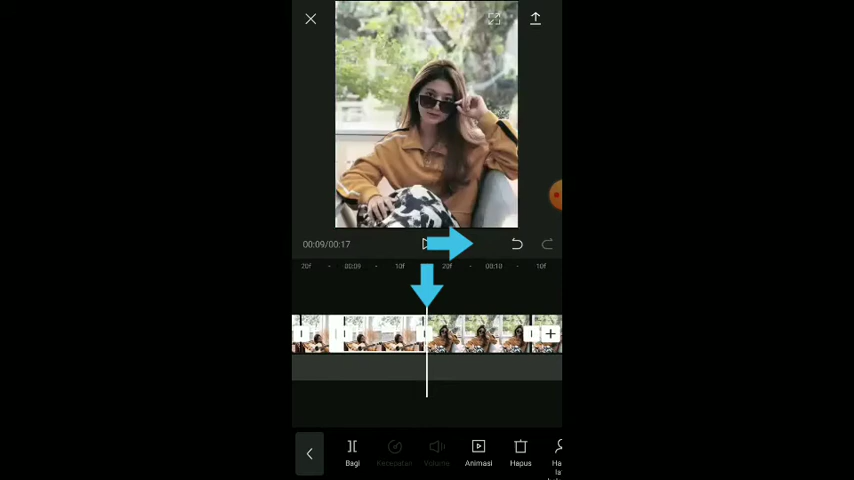 00:09/00:17
20f 00:09 10f 20f 00:10 10f
Bagi Kecepatan Volume Animasi Hapus